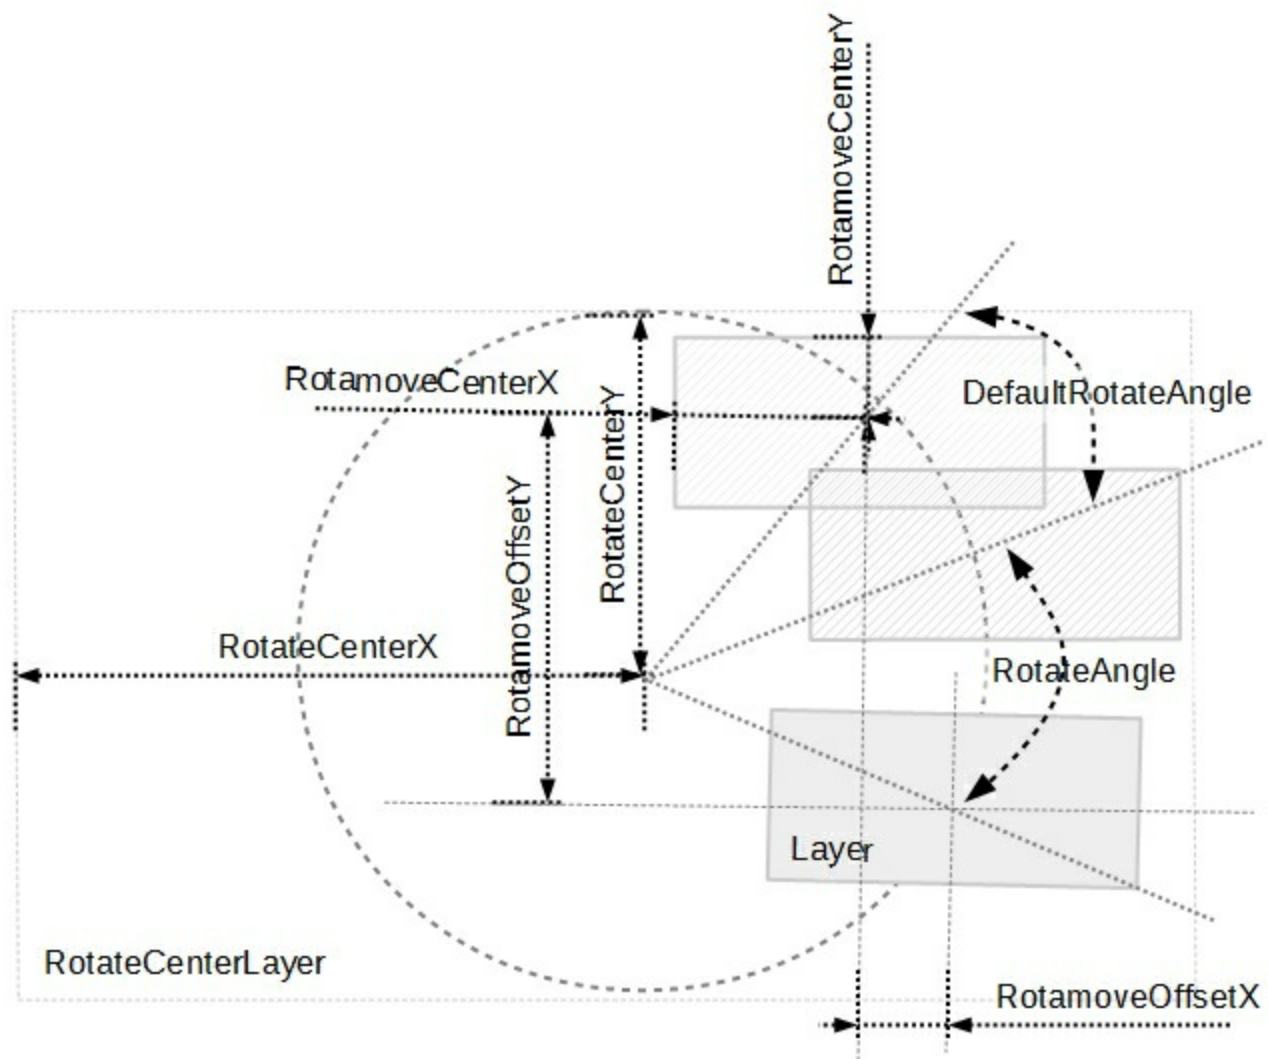 RotamoveCenterY
RotamoveCenterX
DefaultRotateAngle
RotateCenterY
RotamoveOffsetY
RotateCenterX
RotateAngle
Layer
RotateCenterLayer
RotamoveOffsetX